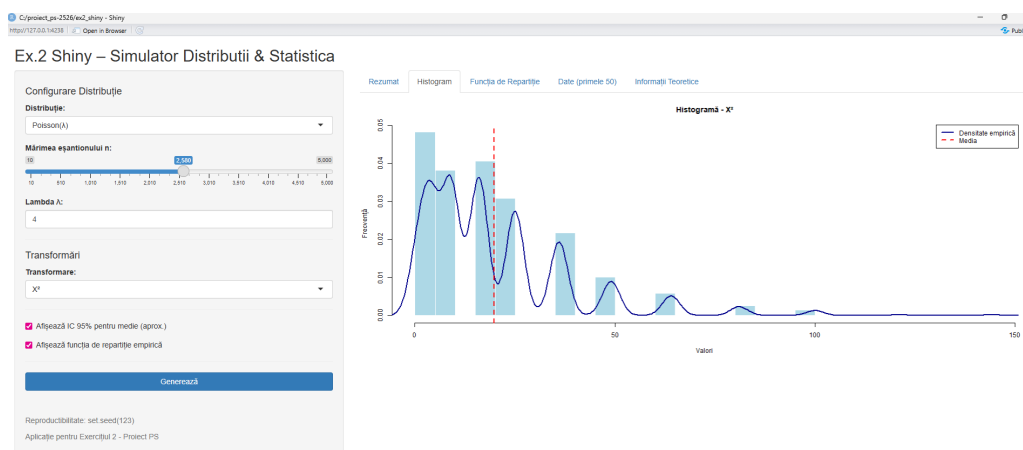 C:/proiect_ps-2526/ex2_shiny - Shiny
http://127.0.0.1:4238 Open in Browser
Publ
Ex.2 Shiny – Simulator Distributii & Statistica
Configurare Distribuție
Distribuție:
Poisson(λ)
Mărimea eșantionului n:
10 2,580 5,000
10 510 1,010 1,510 2,010 2,510 3,010 3,510 4,010 4,510 5,000
Lambda λ:
4
Transformări
Transformare:
X²
Afișează IC 95% pentru medie (aprox.)
Afișează funcția de repartiție empirică
Generează
Reproductibilitate: set.seed(123)
Aplicație pentru Exercițiul 2 - Proiect PS
Rezumat Histogram Funcția de Repartiție Date (primele 50) Informații Teoretice
Histogramă - X²
Densitate empirică
Media
Frecvență
0.05
0.04
0.03
0.02
0.01
0.00
0 50 100 150
Valori